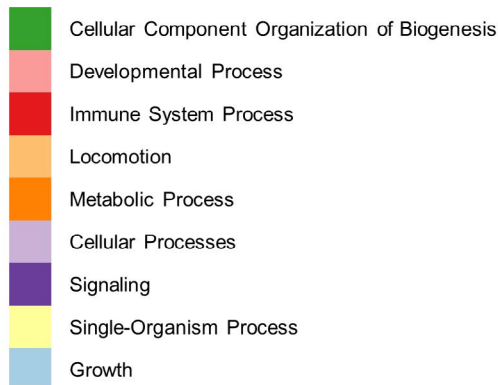 Cellular Component Organization of Biogenesis
Developmental Process
Immune System Process
Locomotion
Metabolic Process
Cellular Processes
Signaling
Single-Organism Process
Growth